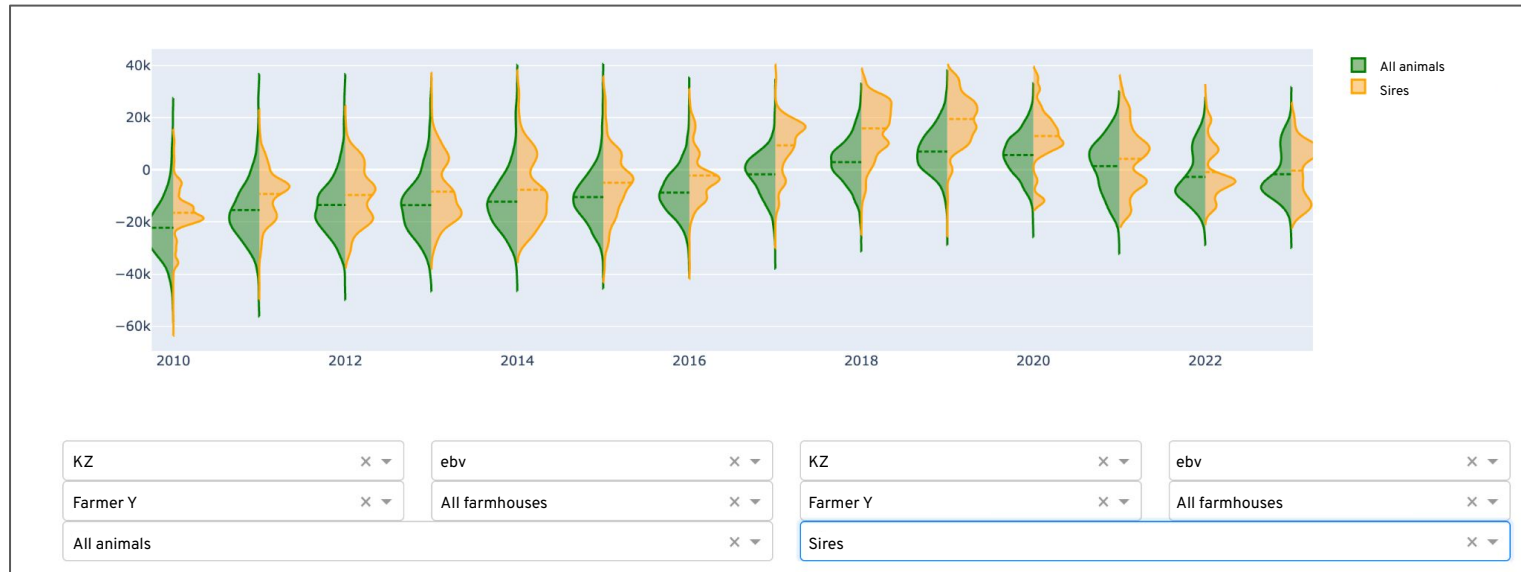 40k
20k
0
−20k
−40k
−60k
2010 2012 2014 2016 2018 2020 2022
All animals
Sires
KZ ebv KZ ebv
Farmer Y All farmhouses Farmer Y All farmhouses
All animals Sires